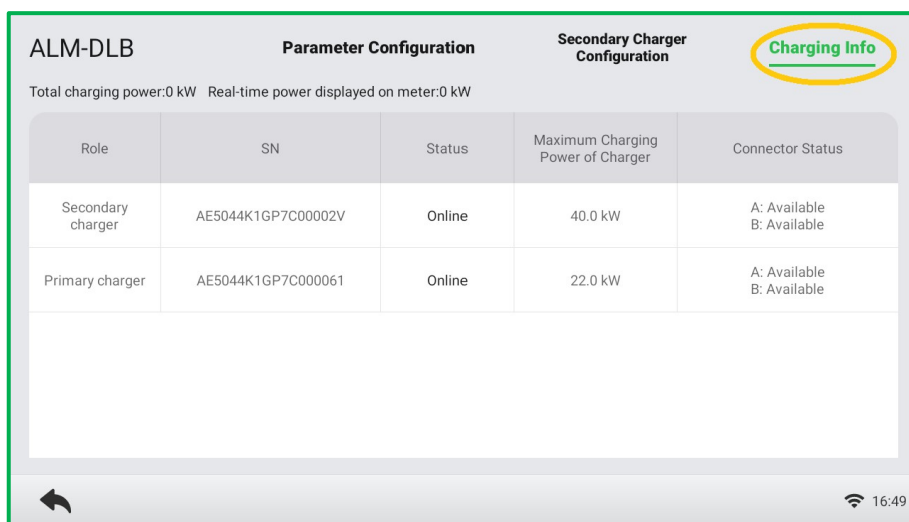 ALM-DLB
Parameter Configuration
Secondary Charger
Configuration
Charging Info
Total charging power:0 kW Real-time power displayed on meter:0 kW
Role
SN
Status
Maximum Charging
Power of Charger
Connector Status
Secondary
charger
AE5044K1GP7C00002V
Online
40.0 kW
A: Available
B: Available
Primary charger
AE5044K1GP7C000061
Online
22.0 kW
A: Available
B: Available
16:49